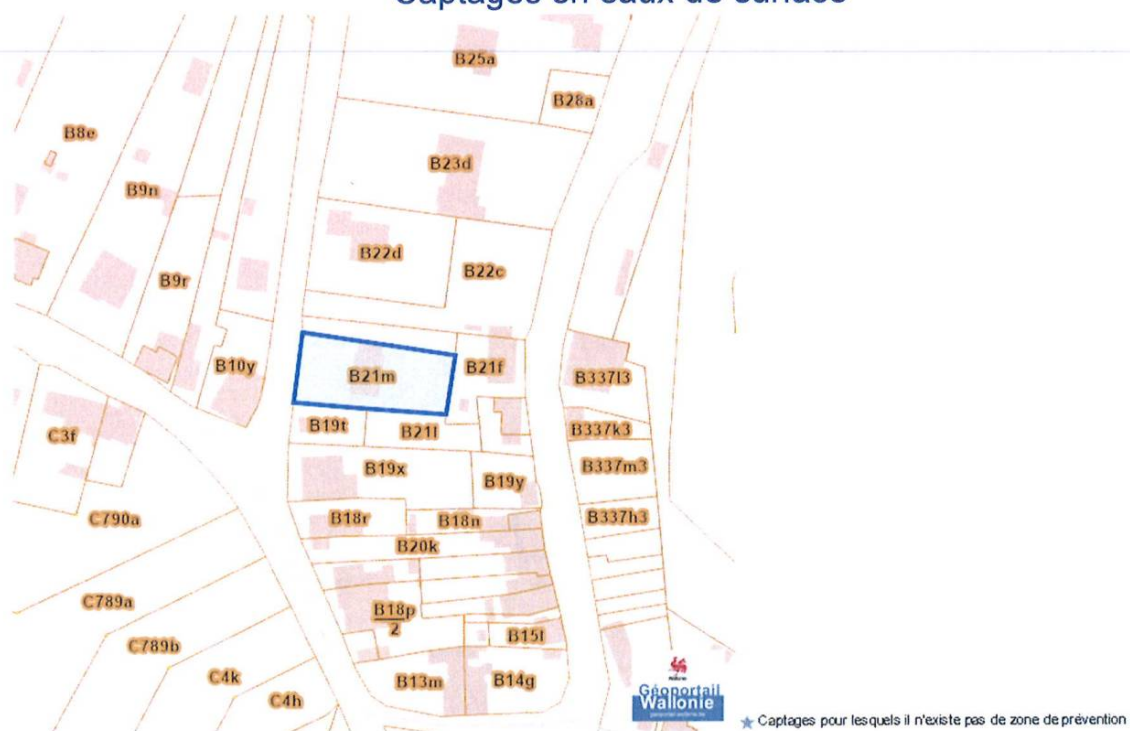 Captages en eaux de surface
B25a
B28a
B8e
B23d
B9n
B22d
B22c
B9r
B10y
B21m
B21f
B337l3
B19t
B21l
B337k3
C3f
B19x
B337m3
B19y
C790a
B18r
B18n
B337h3
B20k
C789a
B18p
2
B15l
C789b
C4k
B13m
B14g
C4h
Géoportail
Wallonie
Captages pour lesquels il n'existe pas de zone de prévention